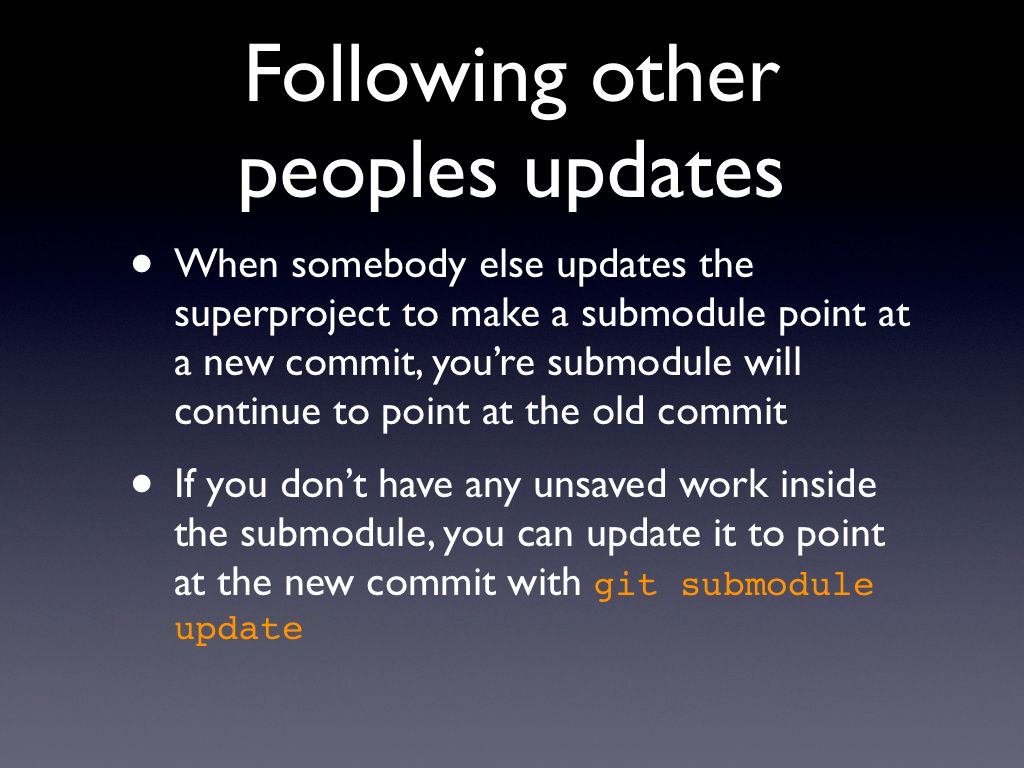 Following other
peoples updates
• When somebody else updates the
superproject to make a submodule point at
a new commit, you’re submodule will
continue to point at the old commit
• If you don’t have any unsaved work inside
the submodule, you can update it to point
at the new commit with git submodule
update